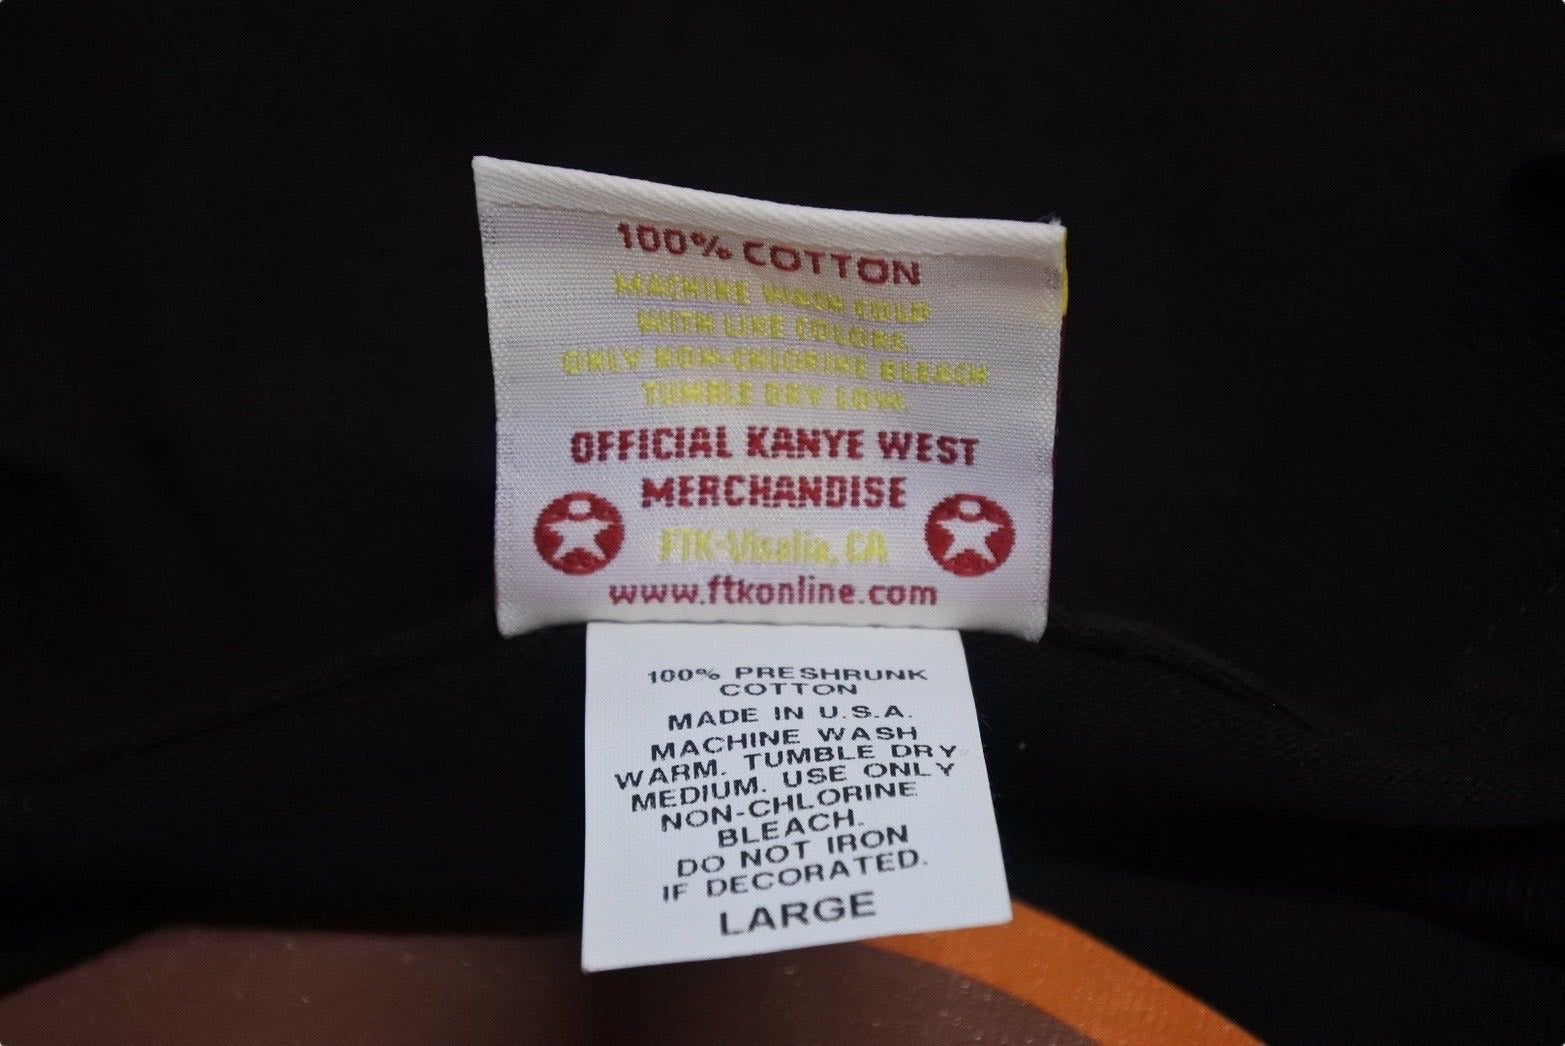 100% COTTON
MACHINE WASH COLD
WITH LIKE COLORS.
ONLY NON-CHLORINE BLEACH
TUMBLE DRY LOW.
OFFICIAL KANYE WEST
MERCHANDISE
FTK-Visalia, CA
www.ftkonline.com
100% PRESHRUNK
COTTON
MADE IN U.S.A.
MACHINE WASH
WARM. TUMBLE DRY
MEDIUM. USE ONLY
NON-CHLORINE
BLEACH.
DO NOT IRON
IF DECORATED.
LARGE